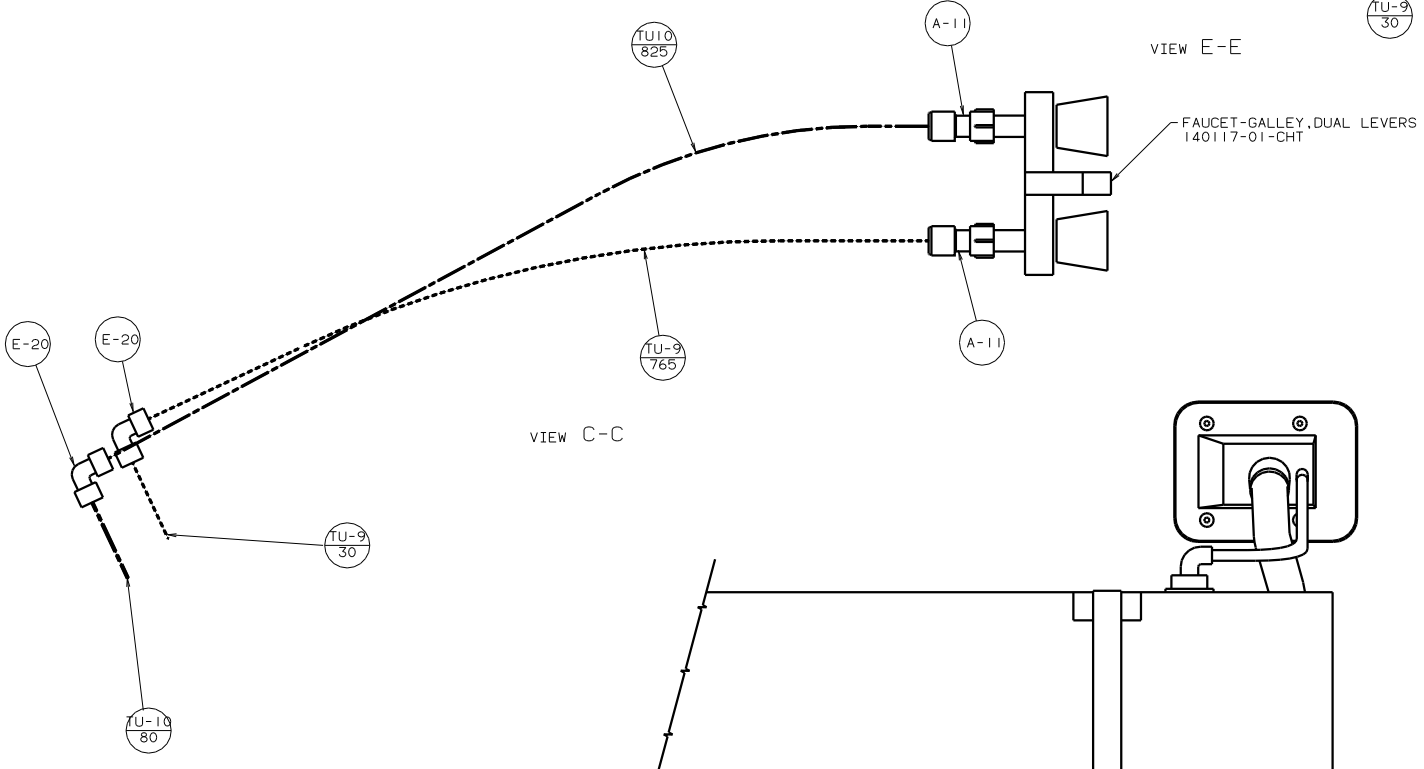 TU-9
30
A-11
TU10
825
VIEW E-E
FAUCET-GALLEY,DUAL LEVERS
140117-01-CHT
E-20
E-20
TU-9
765
A-11
VIEW C-C
TU-9
30
TU-10
80